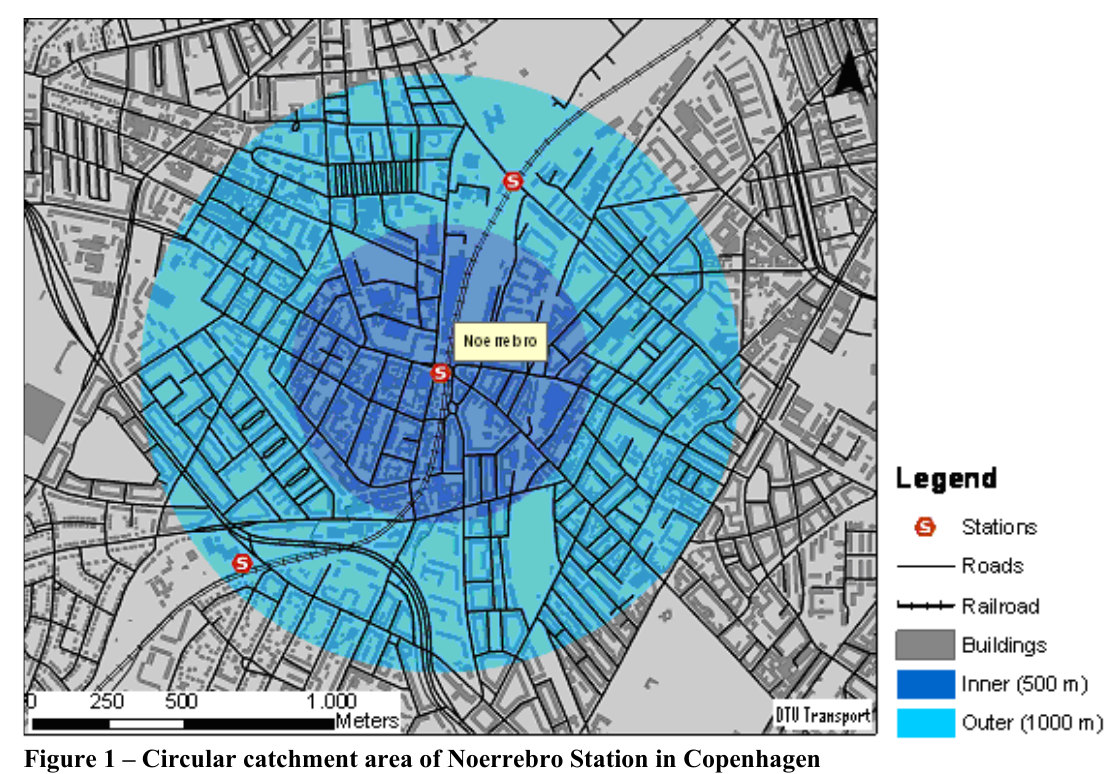 Noerrebro
Legend
S Stations
Roads
Railroad
Buildings
Inner (500 m)
Outer (1000 m)
0 250 500 1.000
Meters
DTU Transport
Figure 1 – Circular catchment area of Noerrebro Station in Copenhagen